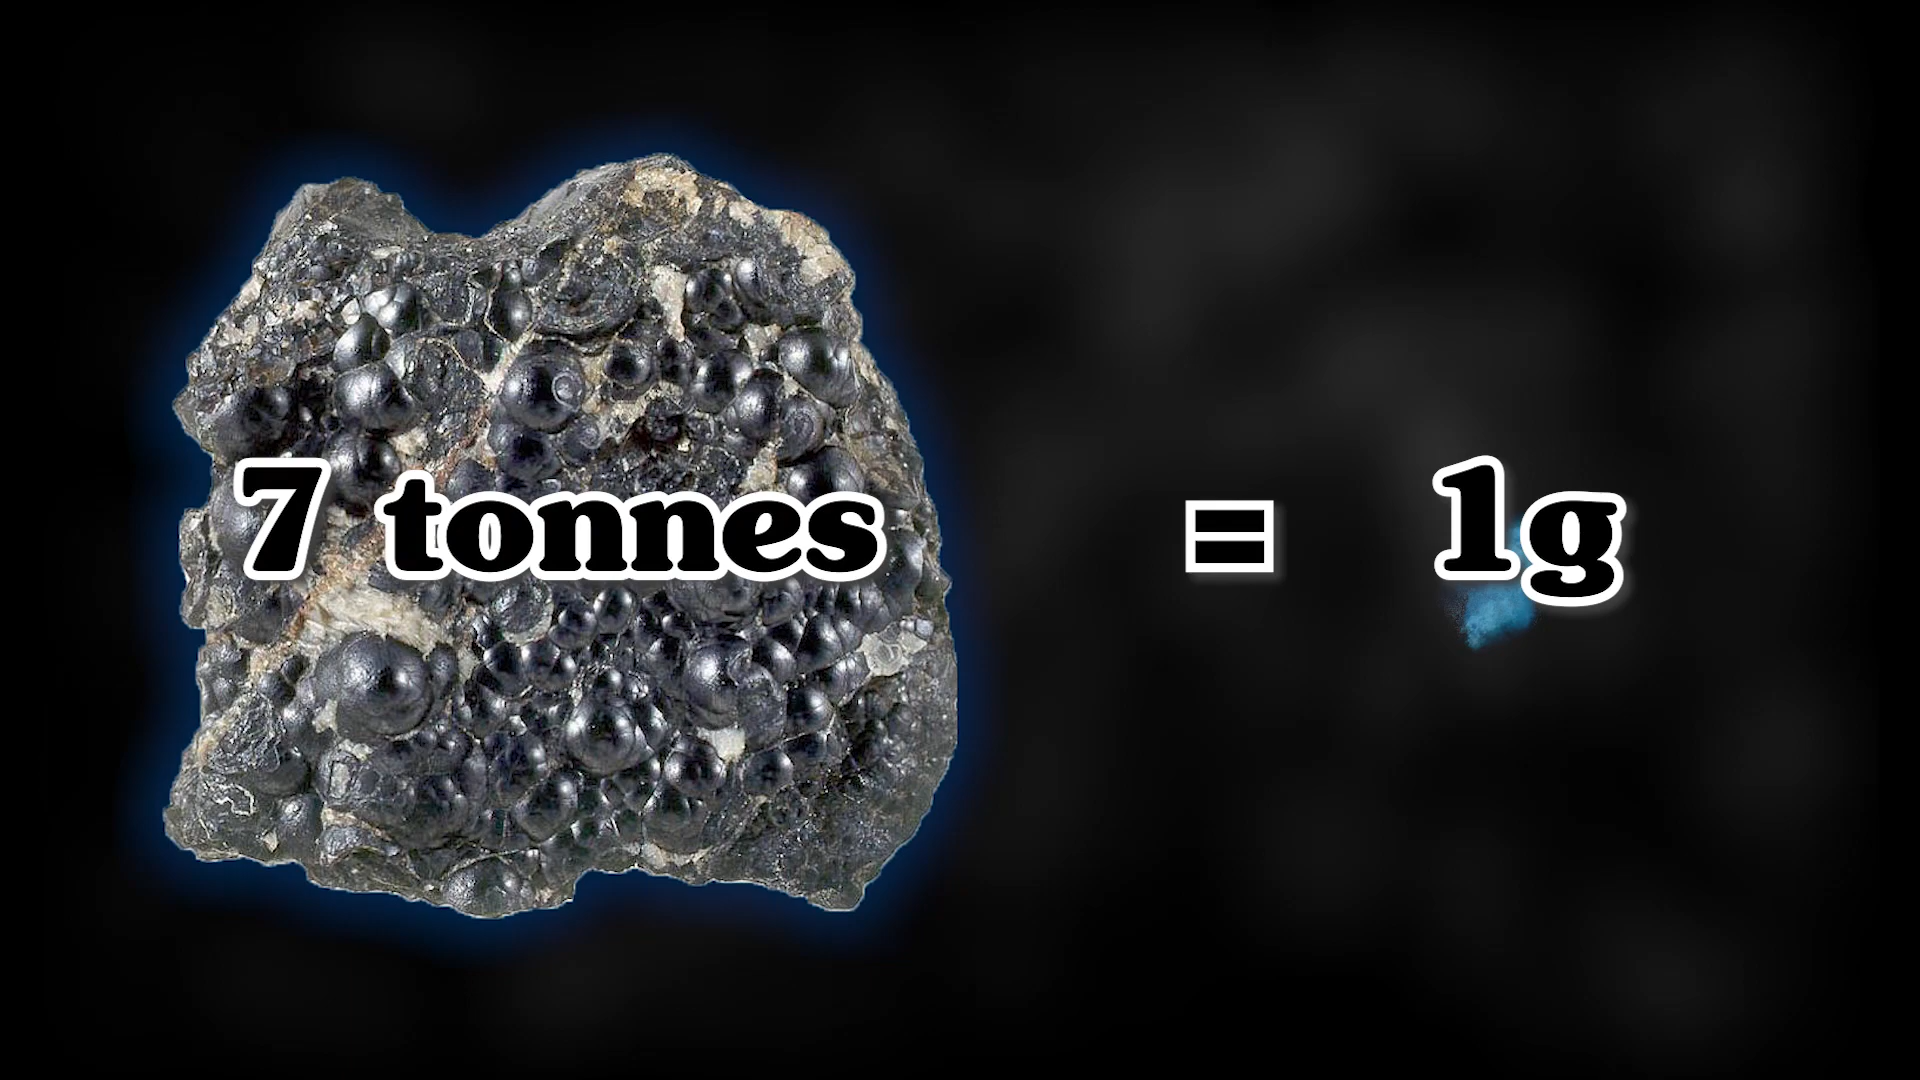 7 tonnes = 1g